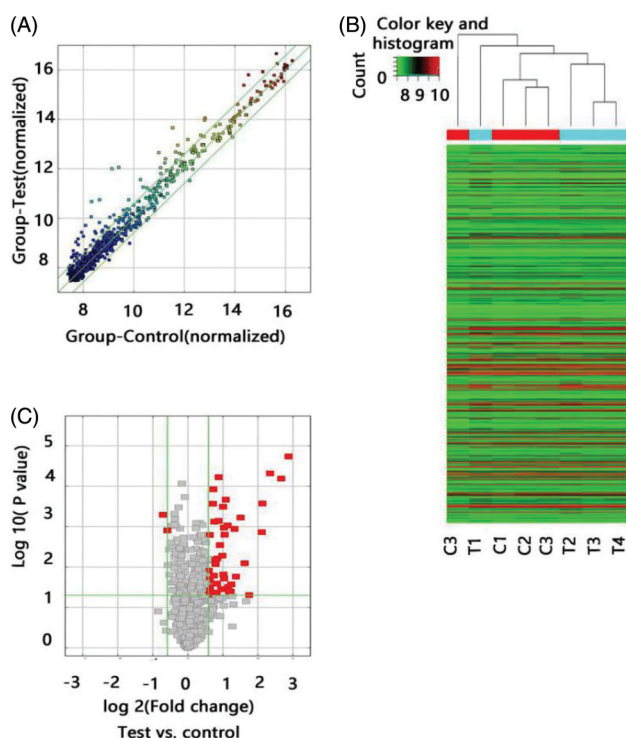 (A)
16
14
12
10
8
Group-Test(normalized)
8 10 12 14 16
Group-Control(normalized)
(B)
Color key and
histogram
Count
0
8 9 10
C3 T1 C1 C2 C3 T2 T3 T4
(C)
5
4
3
2
1
0
Log 10( P value)
-3 -2 -1 0 1 2 3
log 2(Fold change)
Test vs. control